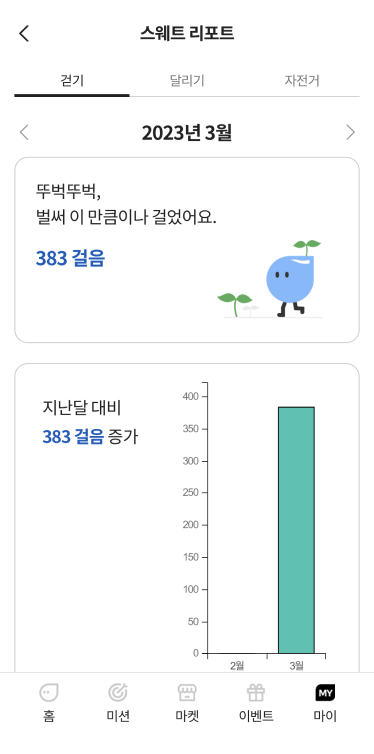 스웨트 리포트
걷기 달리기 자전거
2023년 3월
뚜벅뚜벅,
벌써 이 만큼이나 걸었어요.
383 걸음
지난달 대비
383 걸음 증가
400
350
300
250
200
150
100
50
0
2월 3월
MY
홈 미션 마켓 이벤트 마이